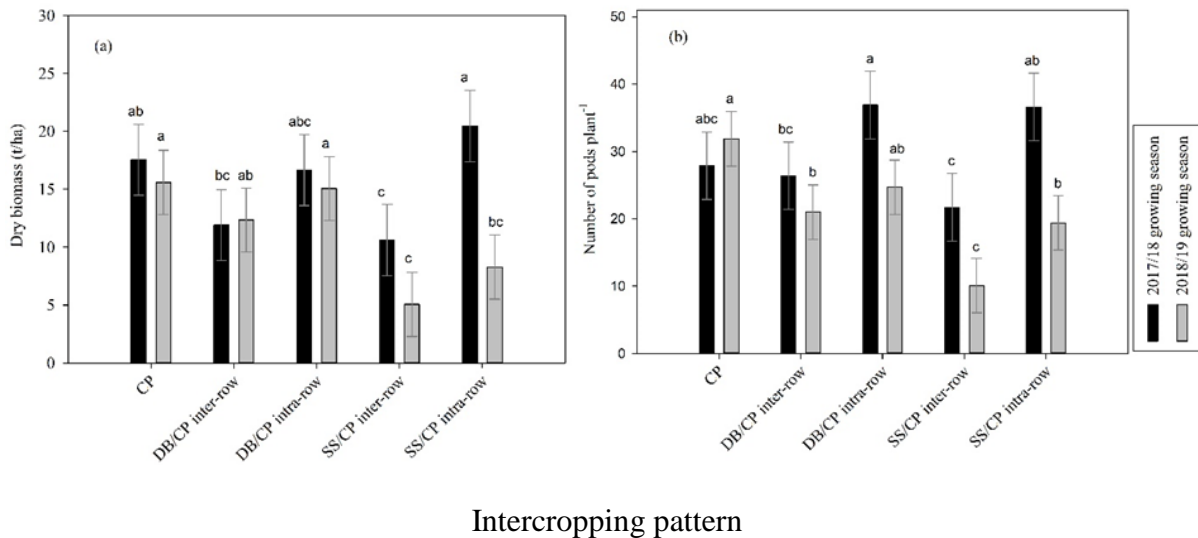 (a)
Dry biomass (t/ha)
30
25
20
15
10
5
0
ab
a
bc
ab
abc
a
c
c
a
bc
CP
DB/CP inter-row
DB/CP intra-row
SS/CP inter-row
SS/CP intra-row
(b)
Number of pods plant⁻¹
50
40
30
20
10
0
abc
a
bc
b
a
ab
c
c
ab
b
CP
DB/CP inter-row
DB/CP intra-row
SS/CP inter-row
SS/CP intra-row
2017/18 growing season
2018/19 growing season
Intercropping pattern